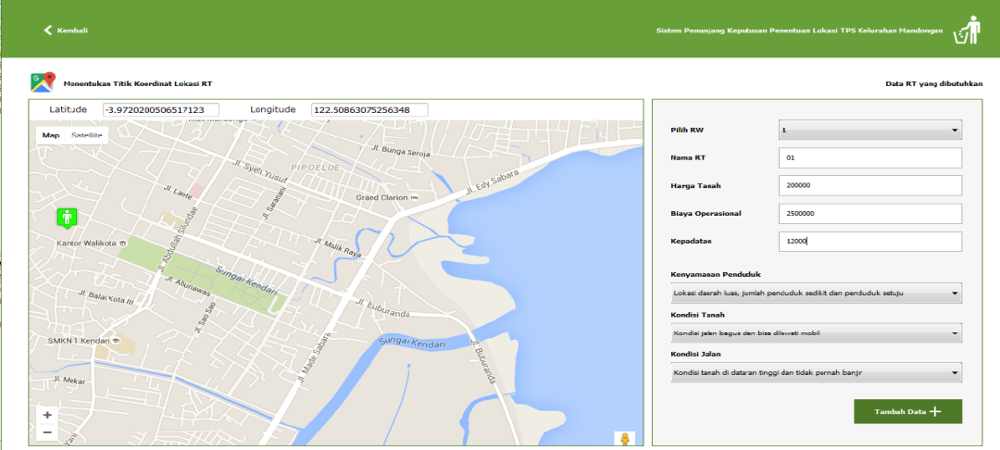 Kembali
Sistem Penunjang Keputusan Penentuan Lokasi TPS Kelurahan Mandongan
Menentukan Titik Koordinat Lokasi RT
Data RT yang dibutuhkan
Latitude -3.9720200506517123 Longitude 122.50863075256348
Map Satellite
Jl. Bunga Seroja
Jl. Syeh Yusuf
PIPOELOE
Jl. Edy Sabara
Jl. Laute
Jl. Saranani
Grand Clarion
Jl. Abdullah Silondae
Kantor Walikota
Jl. Malik Raya
Sungai Kendari
Jl. Abunawas
Jl. Balai Kota III
Jl. Sao Sao
Jl. Buburanda
SMKN 1 Kendari
Sungai Kendari
Jl. Made Sabara
Jl. Buburanda
Jl. Mekar
+
−
Pilih RW 1
Nama RT 01
Harga Tanah 200000
Biaya Operasional 2500000
Kepadatan 12000
Kenyamanan Penduduk
Lokasi daerah luas, jumlah penduduk sedikit dan penduduk setuju
Kondisi Tanah
Kondisi jalan bagus dan bisa dilewati mobil
Kondisi Jalan
Kondisi tanah di dataran tinggi dan tidak pernah banjir
Tambah Data +